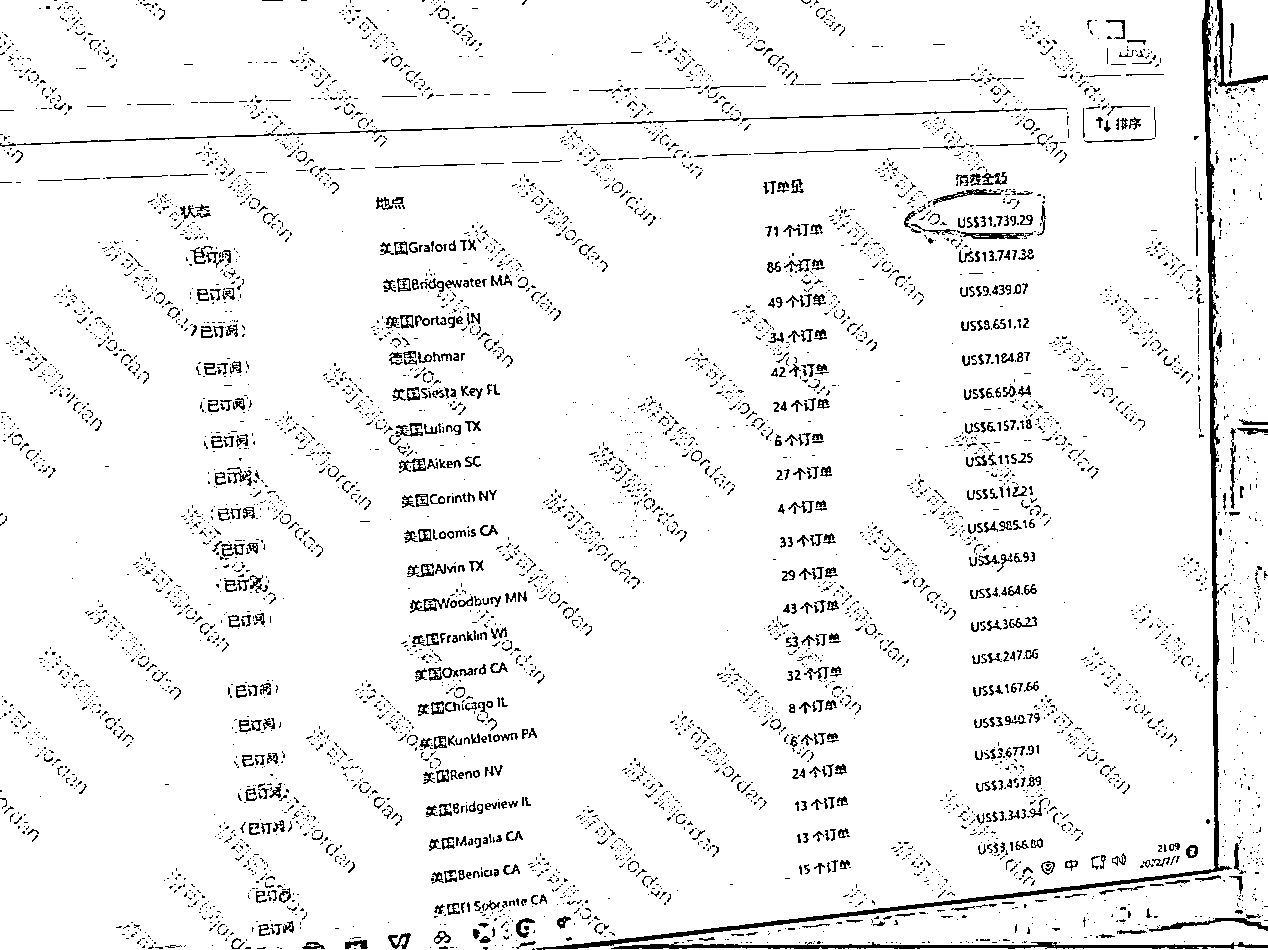 排序
状态 地点 订单量 消费金额
已订阅 美国Graford TX 71 个订单 US$31,739.29
已订阅 美国Bridgewater MA 86 个订单 US$13,747.38
已订阅 美国Portage IN 49 个订单 US$9,439.07
已订阅 德国Lohmar 34 个订单 US$8,651.12
已订阅 美国Siesta Key FL 42 个订单 US$7,184.87
已订阅 美国Luling TX 24 个订单 US$6,650.44
已订阅 美国Aiken SC 6 个订单 US$6,157.18
已订阅 美国Corinth NY 27 个订单 US$5,115.25
已订阅 美国Loomis CA 4 个订单 US$5,112.21
已订阅 美国Alvin TX 33 个订单 US$4,985.16
已订阅 美国Woodbury MN 29 个订单 US$4,946.93
美国Franklin WI 43 个订单 US$4,464.66
已订阅 美国Oxnard CA 53 个订单 US$4,366.23
已订阅 美国Chicago IL 32 个订单 US$4,247.06
已订阅 美国Kunkletown PA 8 个订单 US$4,167.66
已订阅 美国Reno NV 6 个订单 US$3,940.79
已订阅 美国Bridgeview IL 24 个订单 US$3,677.91
美国Magalia CA 13 个订单 US$3,457.89
已订阅 美国Benicia CA 13 个订单 US$3,343.94
已订阅 美国El Sobrante CA 15 个订单 US$3,166.80
中 21:09
2022/7/7
jordan